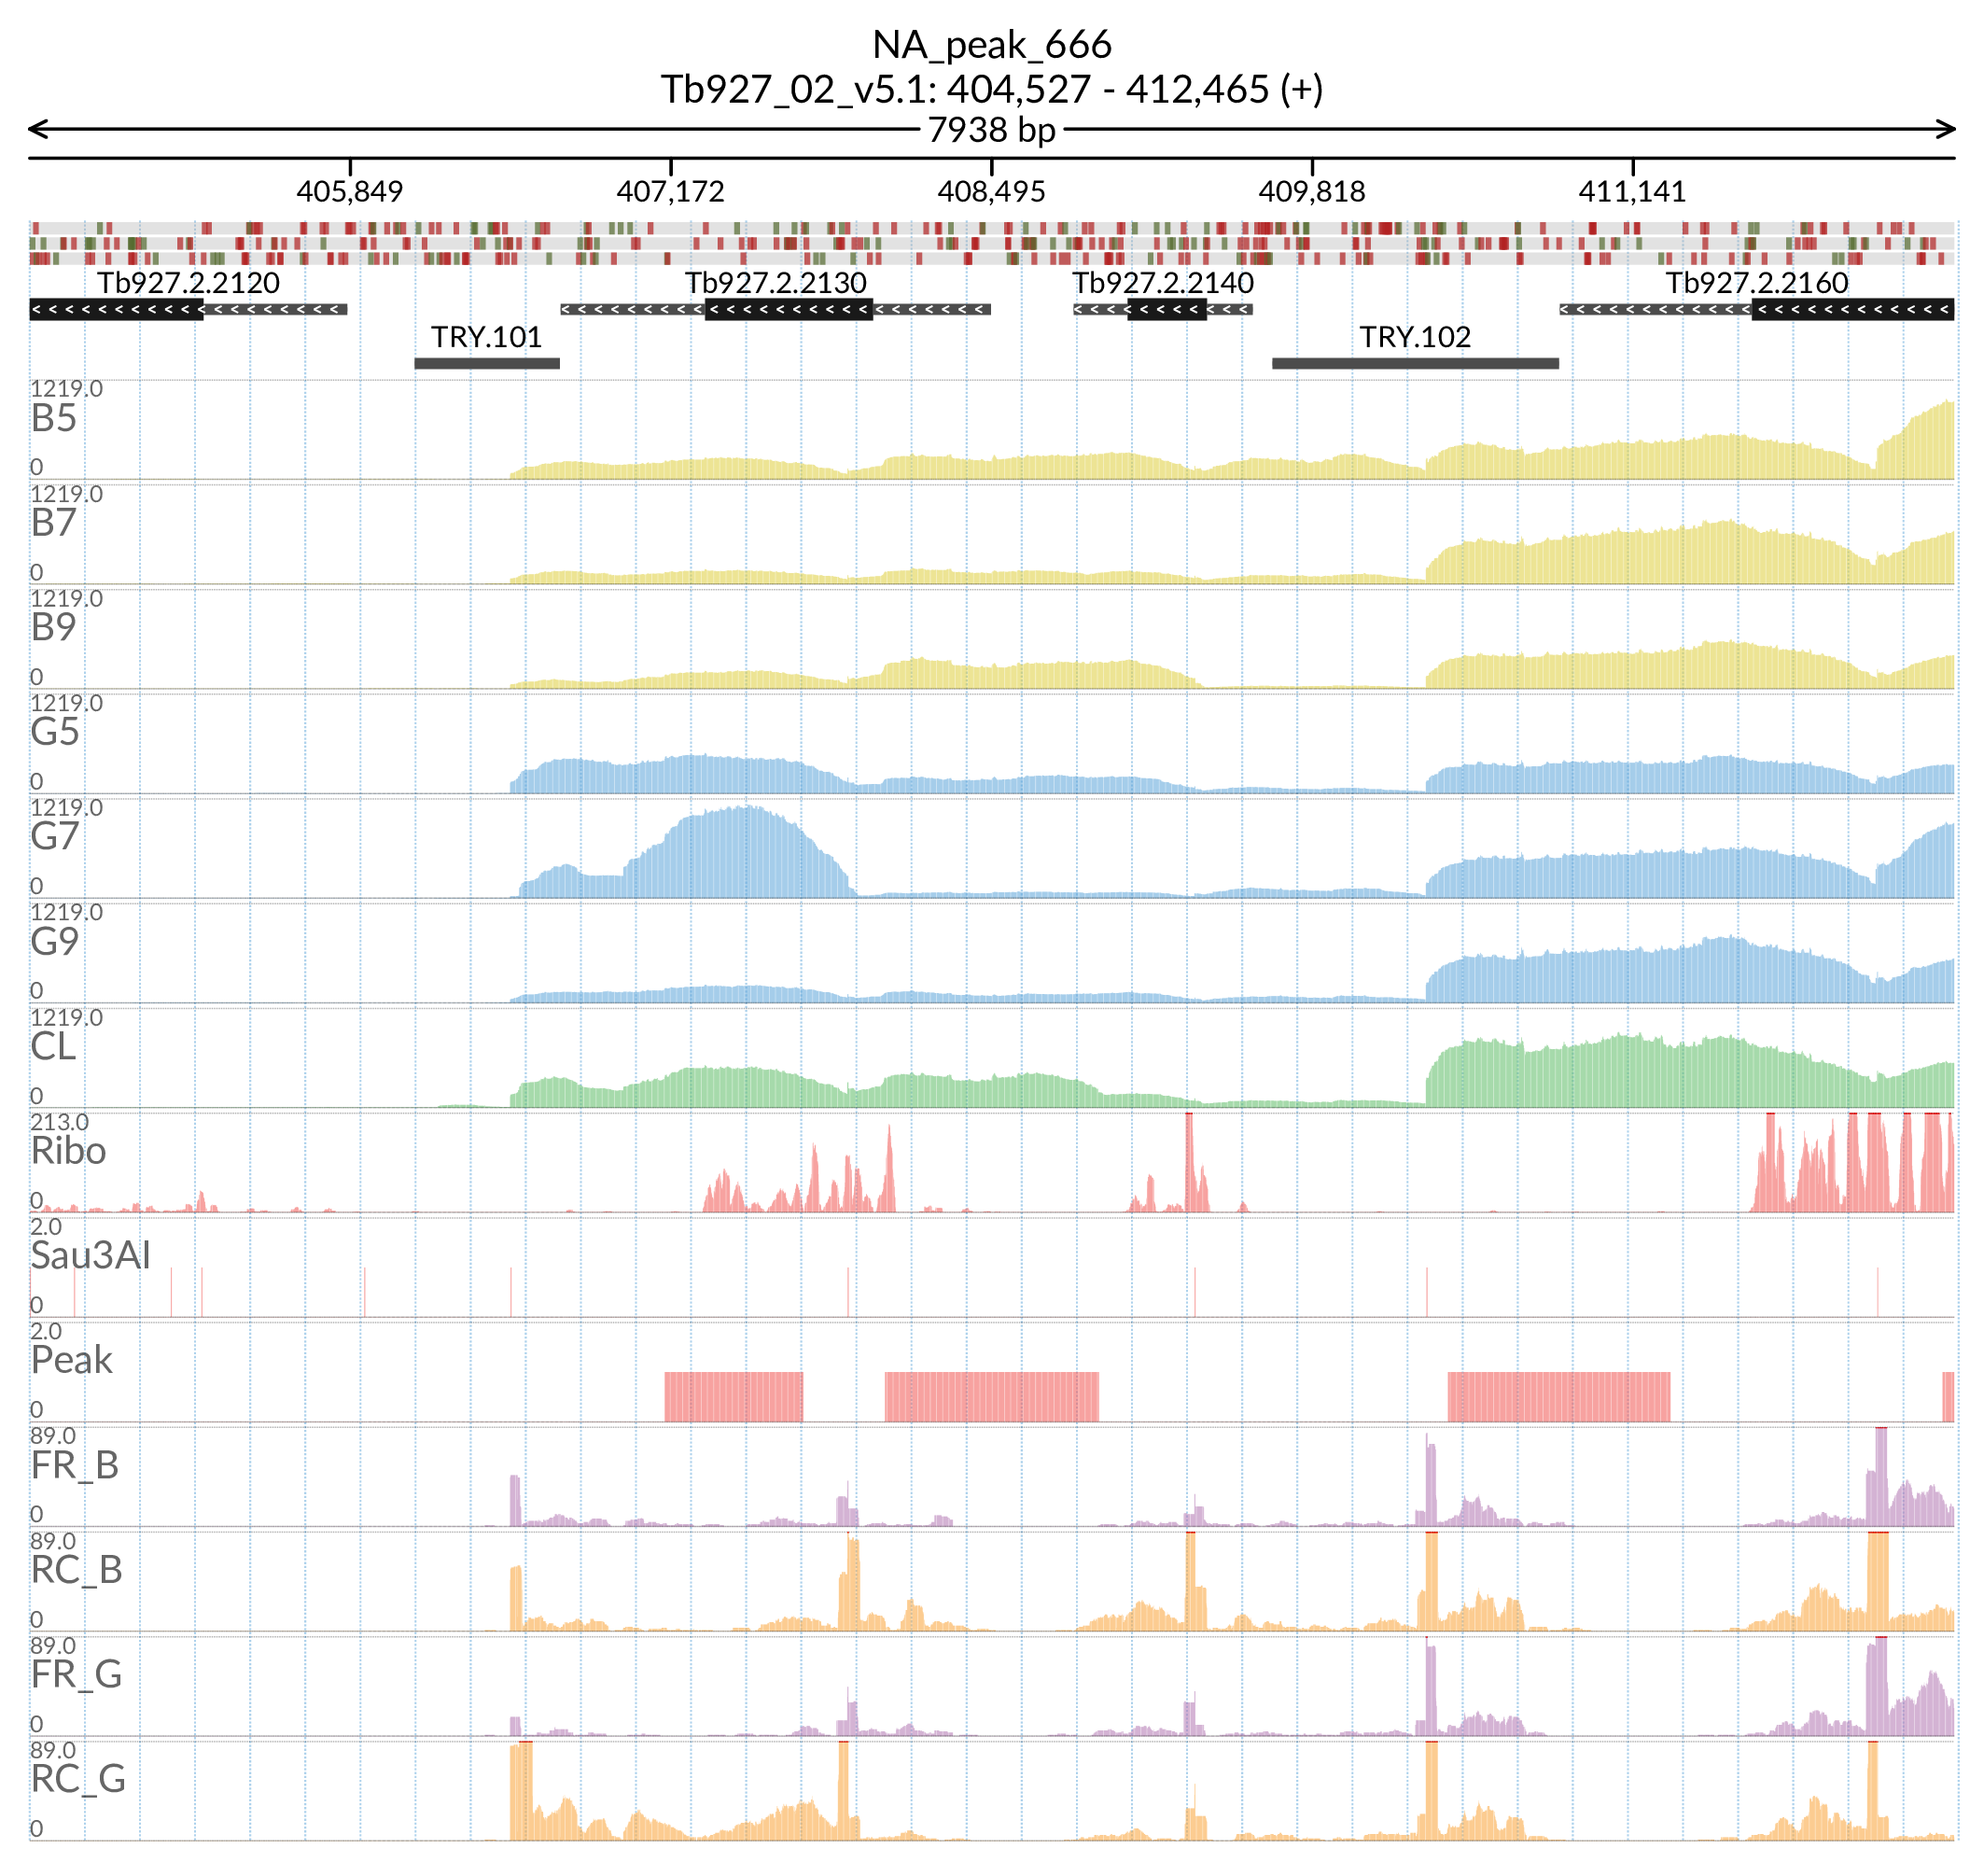 NA_peak_666
Tb927_02_v5.1: 404,527 - 412,465 (+)
7938 bp
405,849 407,172 408,495 409,818 411,141
Tb927.2.2120 Tb927.2.2130 Tb927.2.2140 Tb927.2.2160
TRY.101 TRY.102
1219.0
B5
0
1219.0
B7
0
1219.0
B9
0
1219.0
G5
0
1219.0
G7
0
1219.0
G9
0
1219.0
CL
0
213.0
Ribo
0
2.0
Sau3AI
0
2.0
Peak
0
89.0
FR_B
0
89.0
RC_B
0
89.0
FR_G
0
89.0
RC_G
0